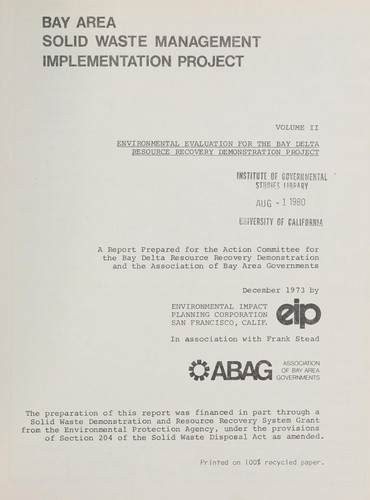 BAY AREA
SOLID WASTE MANAGEMENT
IMPLEMENTATION PROJECT
VOLUME II
ENVIRONMENTAL EVALUATION FOR THE BAY DELTA
RESOURCE RECOVERY DEMONSTRATION PROJECT
INSTITUTE OF GOVERNMENTAL
STUDIES LIBRARY
AUG - 1 1980
UNIVERSITY OF CALIFORNIA
A Report Prepared for the Action Committee for
the Bay Delta Resource Recovery Demonstration
and the Association of Bay Area Governments
December 1973 by
ENVIRONMENTAL IMPACT
PLANNING CORPORATION
SAN FRANCISCO, CALIF.
eip
In association with Frank Stead
ABAG
ASSOCIATION
OF BAY AREA
GOVERNMENTS
The preparation of this report was financed in part through a
Solid Waste Demonstration and Resource Recovery System Grant
from the Environmental Protection Agency, under the provisions
of Section 204 of the Solid Waste Disposal Act as amended.
Printed on 100% recycled paper.